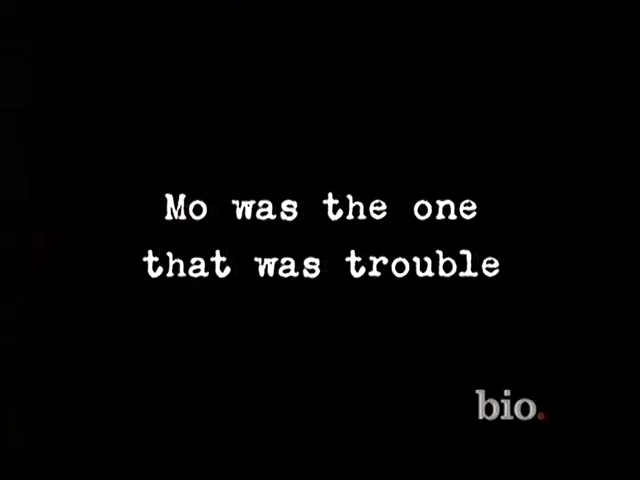 Mo was the one
that was trouble
bio.